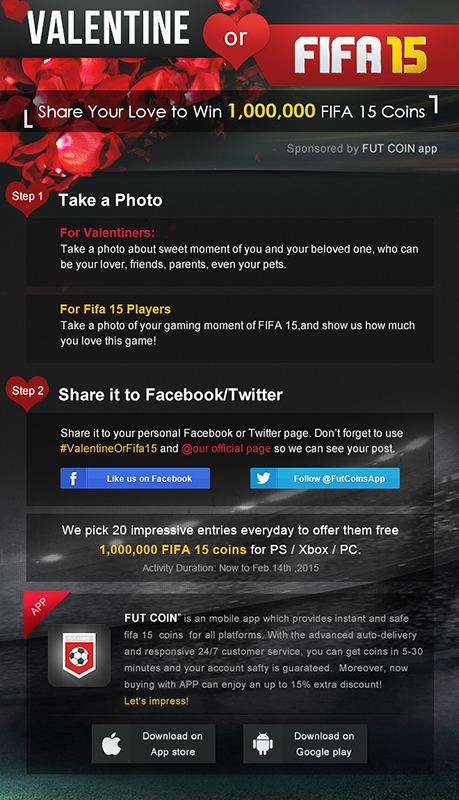 VALENTINE
or
FIFA15
Share Your Love to Win 1,000,000 FIFA 15 Coins
Sponsored by FUT COIN app
Step 1
Take a Photo
For Valentiners:
Take a photo about sweet moment of you and your beloved one, who can
be your lover, friends, parents, even your pets.
For Fifa 15 Players
Take a photo of your gaming moment of FIFA 15,and show us how much
you love this game!
Step 2
Share it to Facebook/Twitter
Share it to your personal Facebook or Twitter page. Don't forget to use
#ValentineOrFifa15 and @our official page so we can see your post.
f
Like us on Facebook
Follow @FutCoinsApp
We pick 20 impressive entries everyday to offer them free
1,000,000 FIFA 15 coins for PS / Xbox / PC.
Activity Duration: Now to Feb.14th ,2015
APP
FUT COIN
FUT COIN" is an mobile app which provides instant and safe
fifa 15 coins for all platforms. With the advanced auto-delivery
and responsive 24/7 customer service, you can get coins in 5-30
minutes and your account safty is guarateed. Moreover, now
buying with APP can enjoy an up to 15% extra discount!
Let's impress!
Download on
App store
Download on
Google play